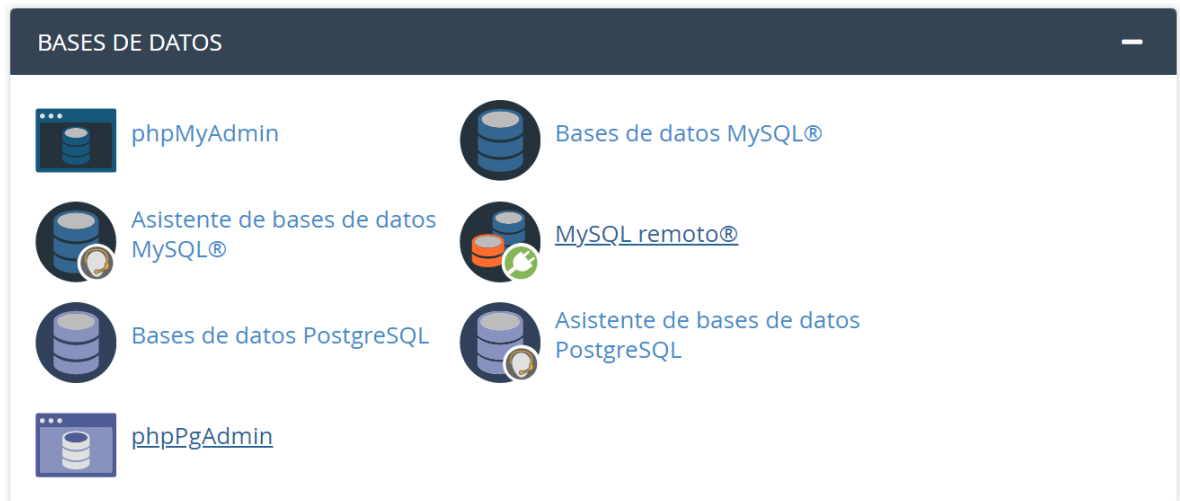 BASES DE DATOS
phpMyAdmin
Bases de datos MySQL®
Asistente de bases de datos
MySQL®
MySQL remoto®
Bases de datos PostgreSQL
Asistente de bases de datos
PostgreSQL
phpPgAdmin